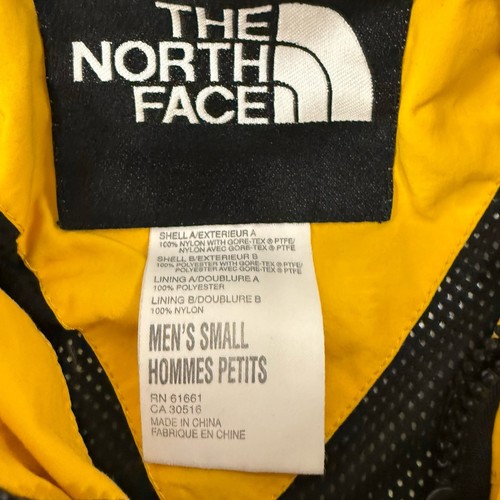 THE
NORTH
FACE
SHELL A/EXTERIEUR A
100% NYLON WITH GORE-TEX ® PTFE/
NYLON AVEC GORE-TEX ® PTFE
SHELL B/EXTERIEUR B
100% POLYESTER WITH GORE-TEX ® PTFE/
POLYESTER AVEC GORE-TEX ® PTFE
LINING A/DOUBLURE A
100% POLYESTER
LINING B/DOUBLURE B
100% NYLON
MEN'S SMALL
HOMMES PETITS
RN 61661
CA 30516
MADE IN CHINA
FABRIQUE EN CHINE